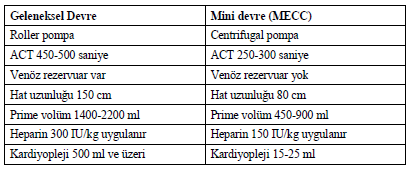 Geleneksel Devre Mini devre (MECC)
Roller pompa Centrifugal pompa
ACT 450-500 saniye ACT 250-300 saniye
Venöz rezervuar var Venöz rezervuar yok
Hat uzunluğu 150 cm Hat uzunluğu 80 cm
Prime volüm 1400-2200 ml Prime volüm 450-900 ml
Heparin 300 IU/kg uygulanır Heparin 150 IU/kg uygulanır
Kardiyopleji 500 ml ve üzeri Kardiyopleji 15-25 ml